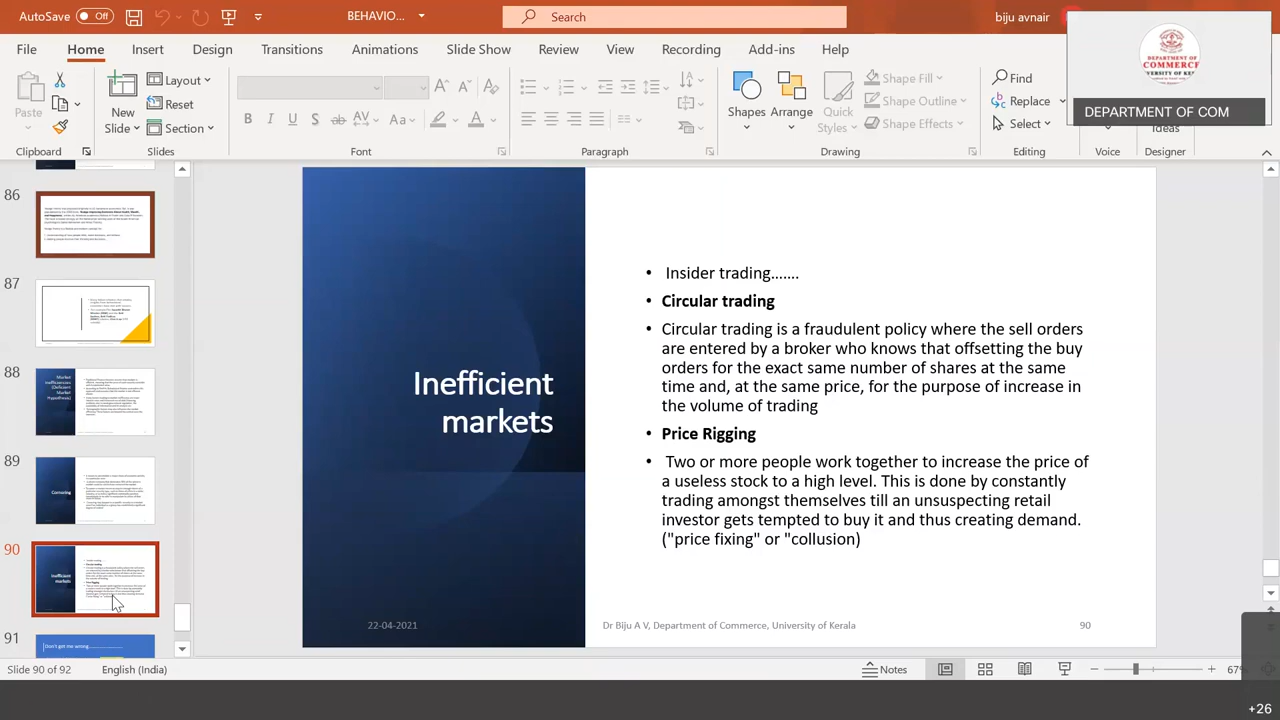 AutoSave Off BEHAVIO... Search biju avnair
File Home Insert Design Transitions Animations Slide Show Review View Recording Add-ins Help
DEPARTMENT OF COM
Paste New Slide Layout Reset Section
Shapes Arrange Quick Styles Shape Fill Shape Outline Shape Effects
Find Replace Select Ideas
Clipboard Slides Font Paragraph Drawing Editing Voice Designer
86
87
88
89
90
91
Don't get me wrong
Inefficient
markets
• Insider trading.......
• Circular trading
• Circular trading is a fraudulent policy where the sell orders
are entered by a broker who knows that offsetting the buy
orders for the exact same number of shares at the same
time and, at the same price, for the purpose of increase in
the volume of trading
• Price Rigging
• Two or more people work together to increase the price of
a useless stock to a high level. This is done by constantly
trading amongst themselves till an unsuspecting retail
investor gets tempted to buy it and thus creating demand.
("price fixing" or "collusion)
22-04-2021 Dr Biju A V, Department of Commerce, University of Kerala 90
Slide 90 of 92 English (India) Notes 67%
+26